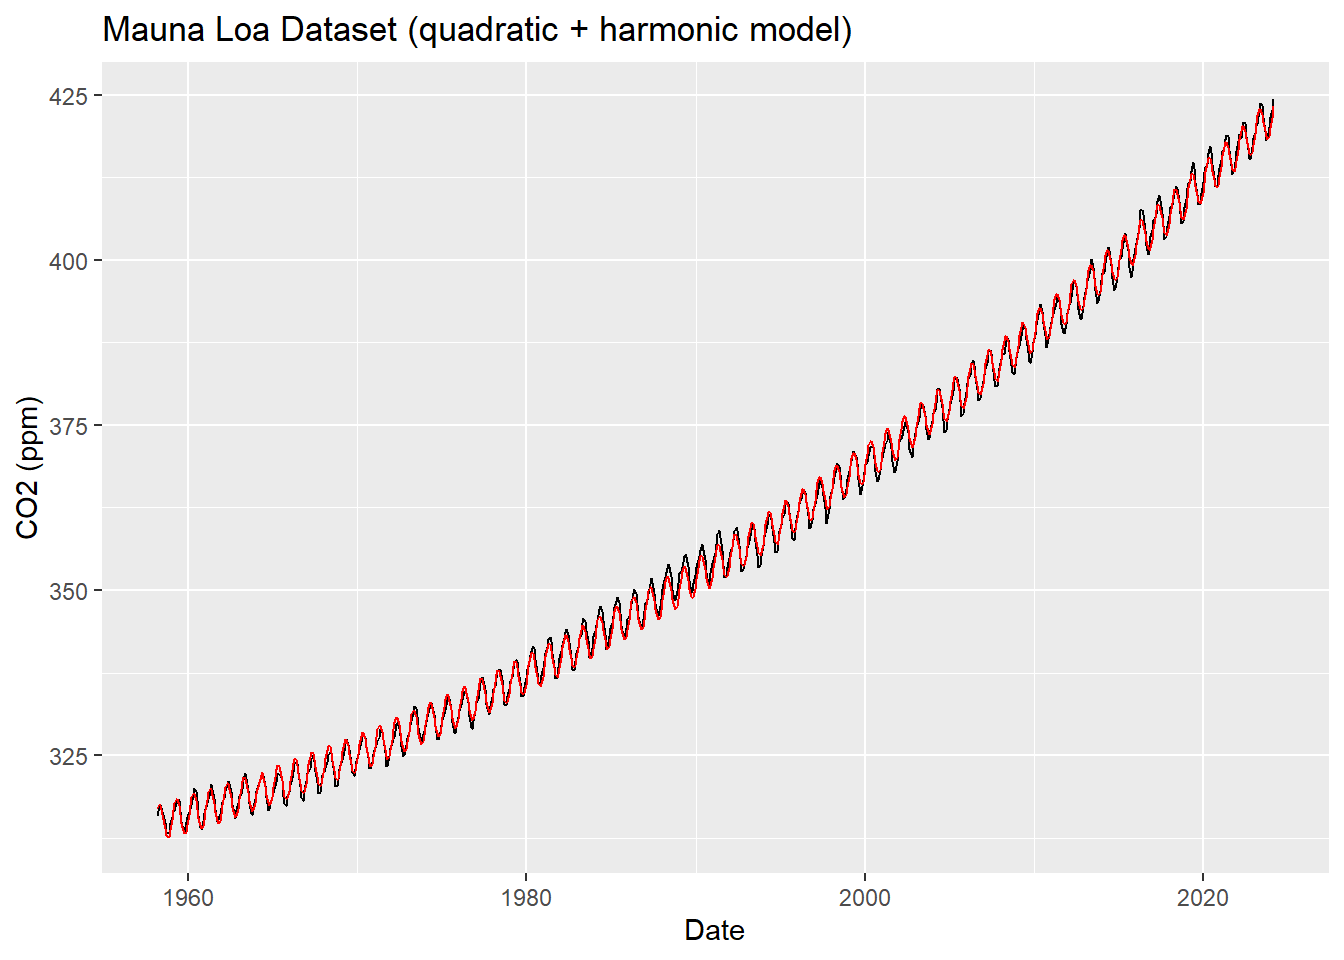 Mauna Loa Dataset (quadratic + harmonic model)
425
400
375
350
325
CO2 (ppm)
1960 1980 2000 2020
Date